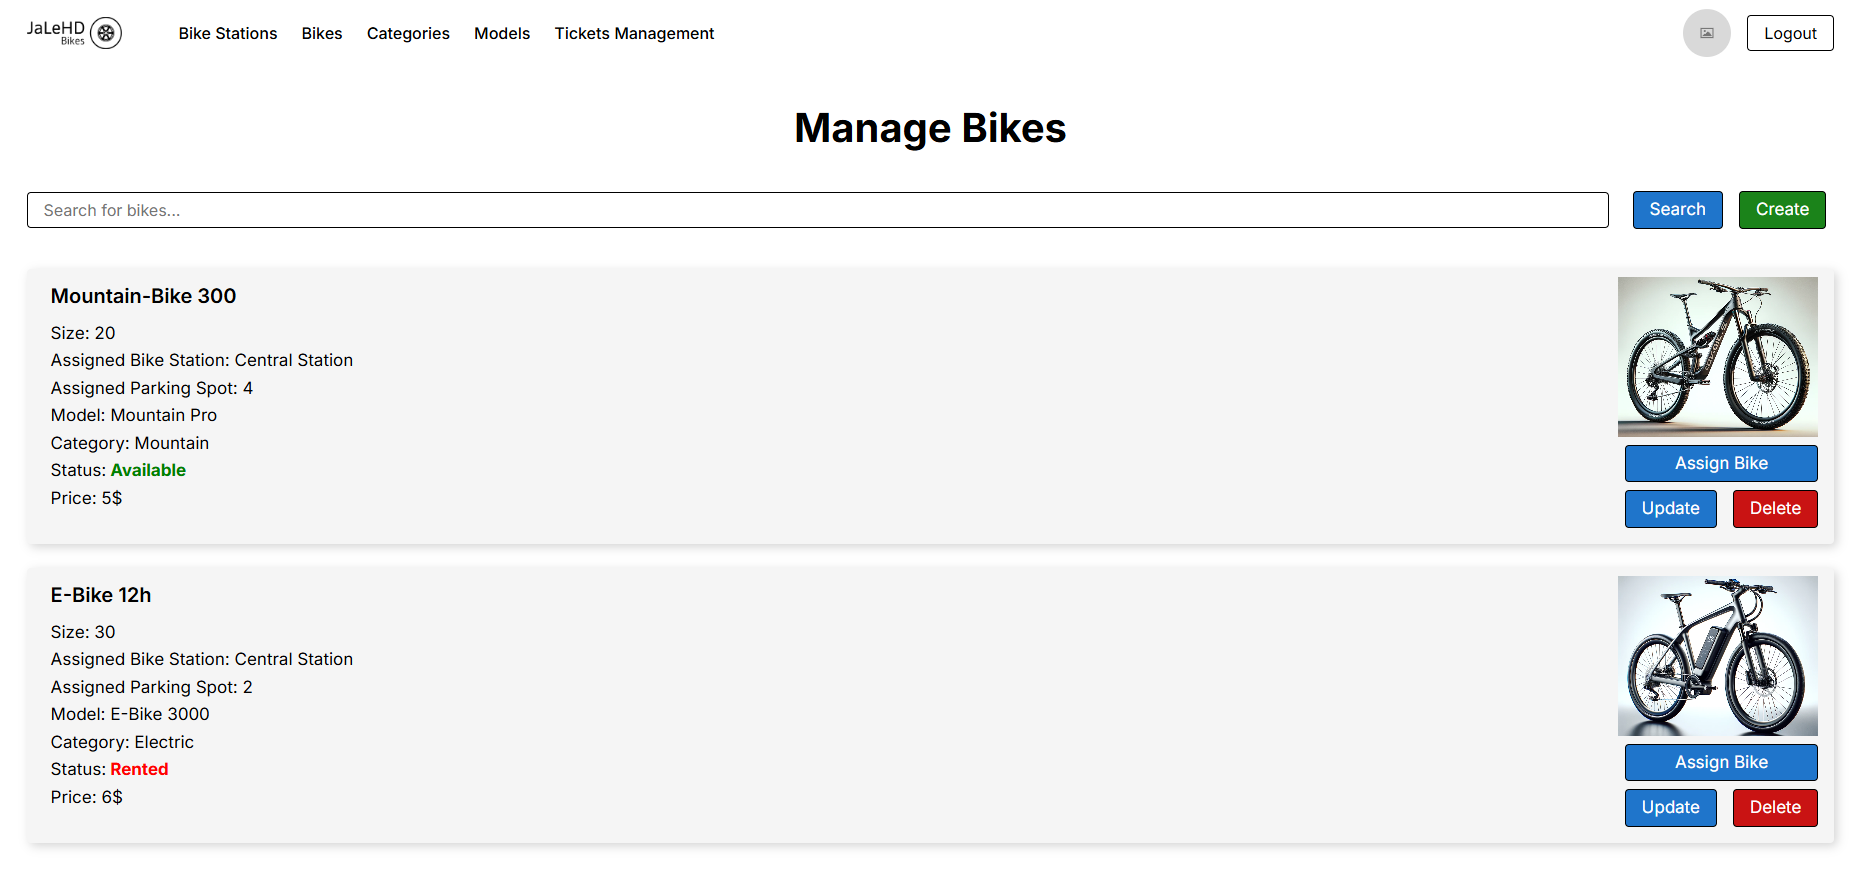 JaLeHD
Bikes
Bike Stations Bikes Categories Models Tickets Management
Logout
Manage Bikes
Search for bikes...
Search
Create
Mountain-Bike 300
Size: 20
Assigned Bike Station: Central Station
Assigned Parking Spot: 4
Model: Mountain Pro
Category: Mountain
Status: Available
Price: 5$
Assign Bike
Update
Delete
E-Bike 12h
Size: 30
Assigned Bike Station: Central Station
Assigned Parking Spot: 2
Model: E-Bike 3000
Category: Electric
Status: Rented
Price: 6$
Assign Bike
Update
Delete